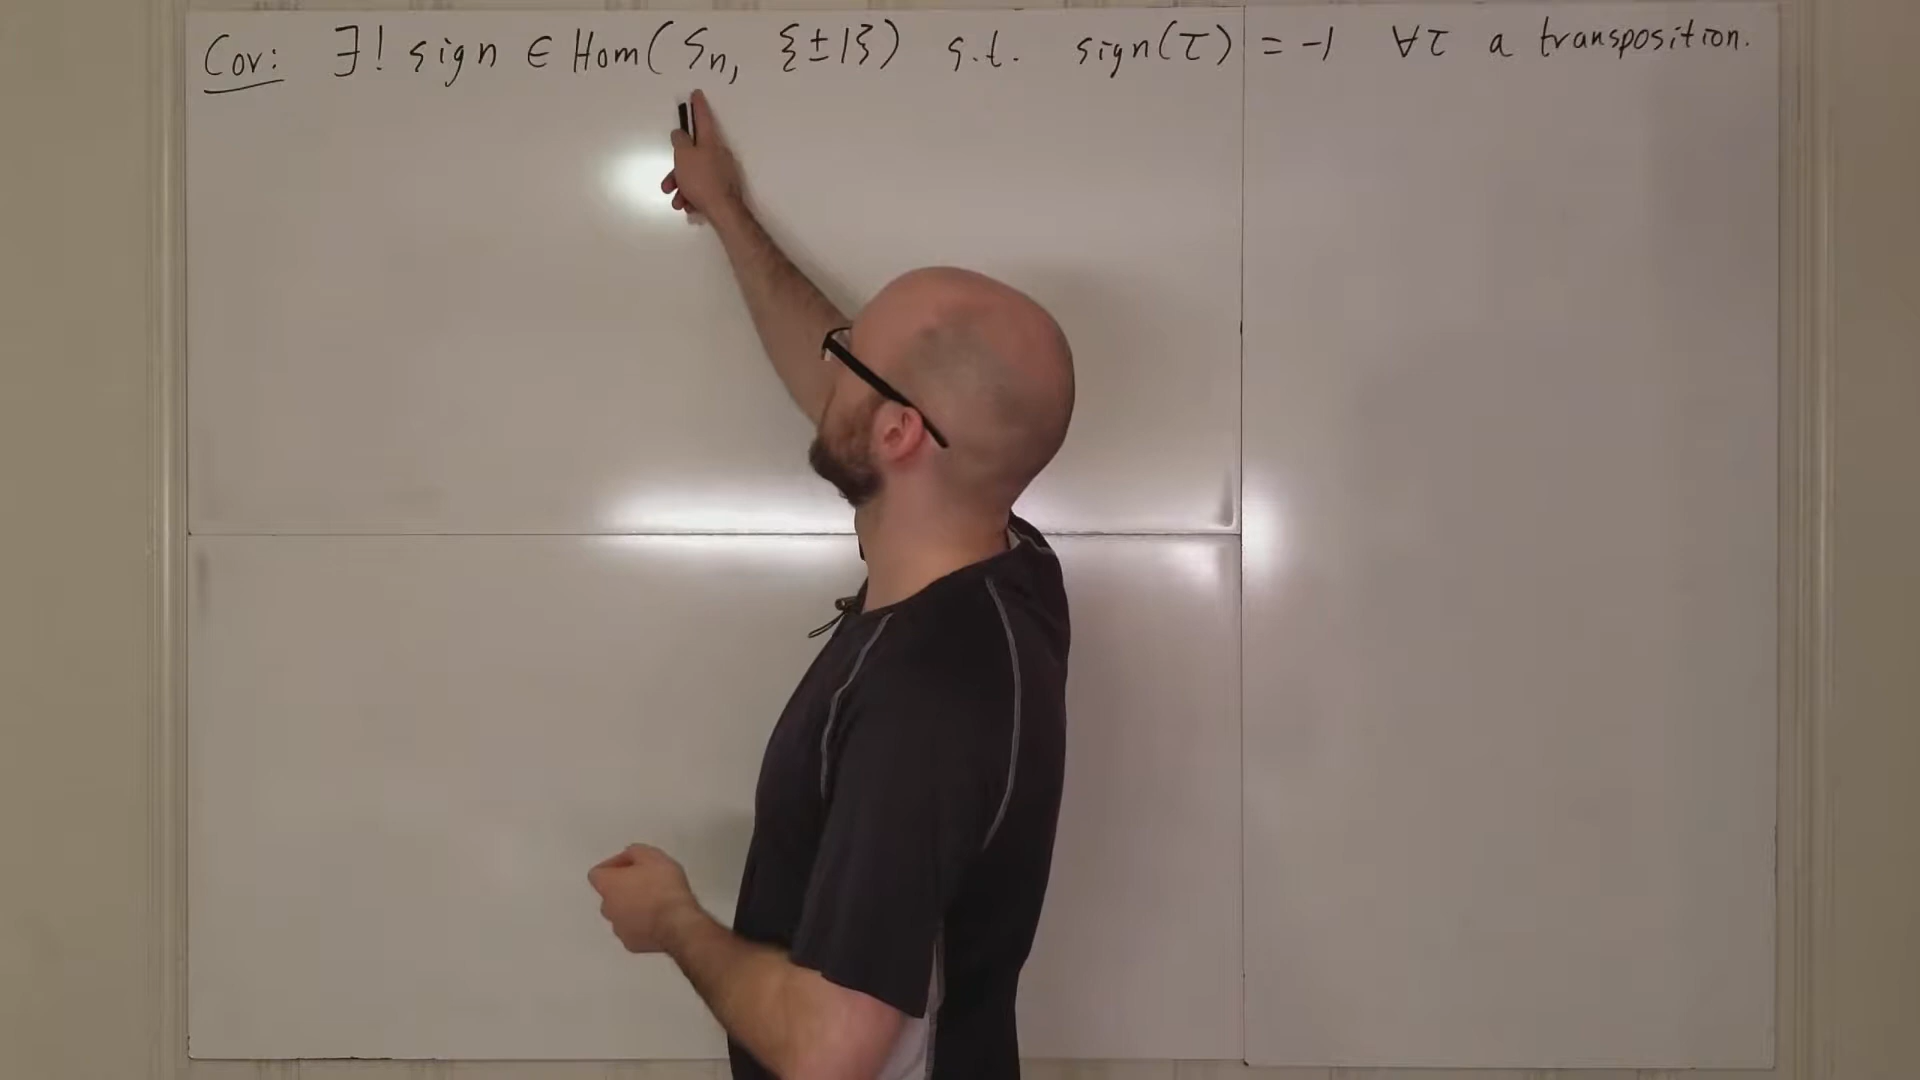 Cor: ∃! sign ∈ Hom(Sn, {±1}) s.t. sign(τ) = -1 ∀τ a transposition.